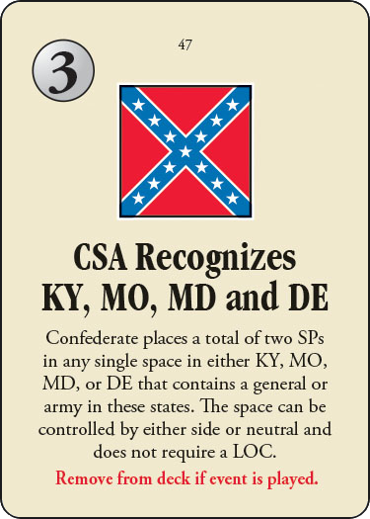 47
3
CSA Recognizes
KY, MO, MD and DE
Confederate places a total of two SPs
in any single space in either KY, MO,
MD, or DE that contains a general or
army in these states. The space can be
controlled by either side or neutral and
does not require a LOC.
Remove from deck if event is played.